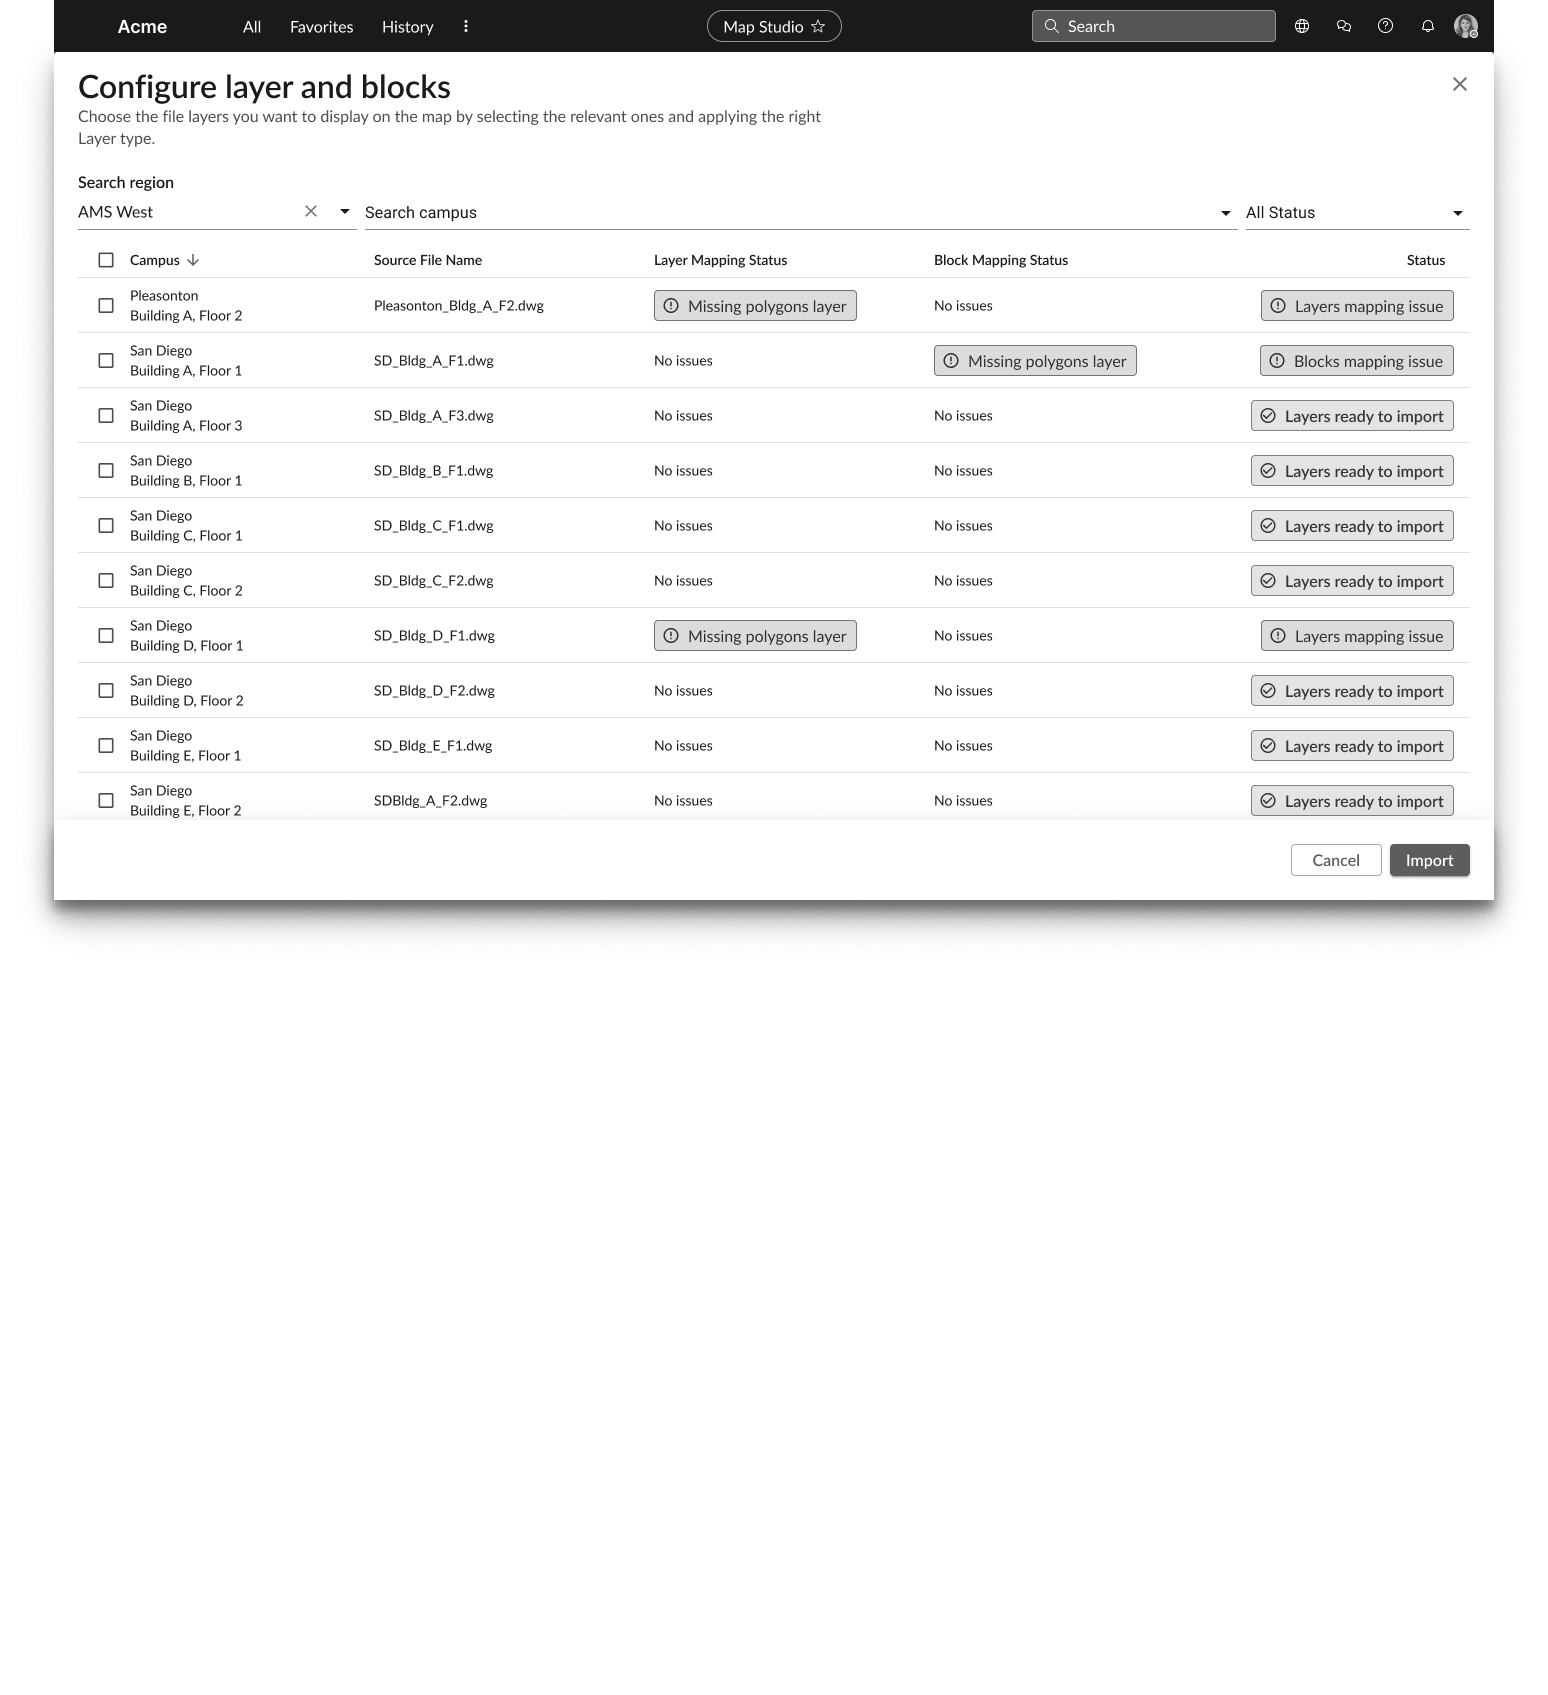 Acme
All
Favorites
History
Map Studio
Search
Configure layer and blocks
Choose the file layers you want to display on the map by selecting the relevant ones and applying the right
Layer type.
Search region
AMS West
Search campus
All Status
Campus
Source File Name
Layer Mapping Status
Block Mapping Status
Status
Pleasonton
Building A, Floor 2
Pleasonton_Bldg_A_F2.dwg
Missing polygons layer
No issues
Layers mapping issue
San Diego
Building A, Floor 1
SD_Bldg_A_F1.dwg
No issues
Missing polygons layer
Blocks mapping issue
San Diego
Building A, Floor 3
SD_Bldg_A_F3.dwg
No issues
No issues
Layers ready to import
San Diego
Building B, Floor 1
SD_Bldg_B_F1.dwg
No issues
No issues
Layers ready to import
San Diego
Building C, Floor 1
SD_Bldg_C_F1.dwg
No issues
No issues
Layers ready to import
San Diego
Building C, Floor 2
SD_Bldg_C_F2.dwg
No issues
No issues
Layers ready to import
San Diego
Building D, Floor 1
SD_Bldg_D_F1.dwg
Missing polygons layer
No issues
Layers mapping issue
San Diego
Building D, Floor 2
SD_Bldg_D_F2.dwg
No issues
No issues
Layers ready to import
San Diego
Building E, Floor 1
SD_Bldg_E_F1.dwg
No issues
No issues
Layers ready to import
San Diego
Building E, Floor 2
SDBldg_A_F2.dwg
No issues
No issues
Layers ready to import
Cancel
Import